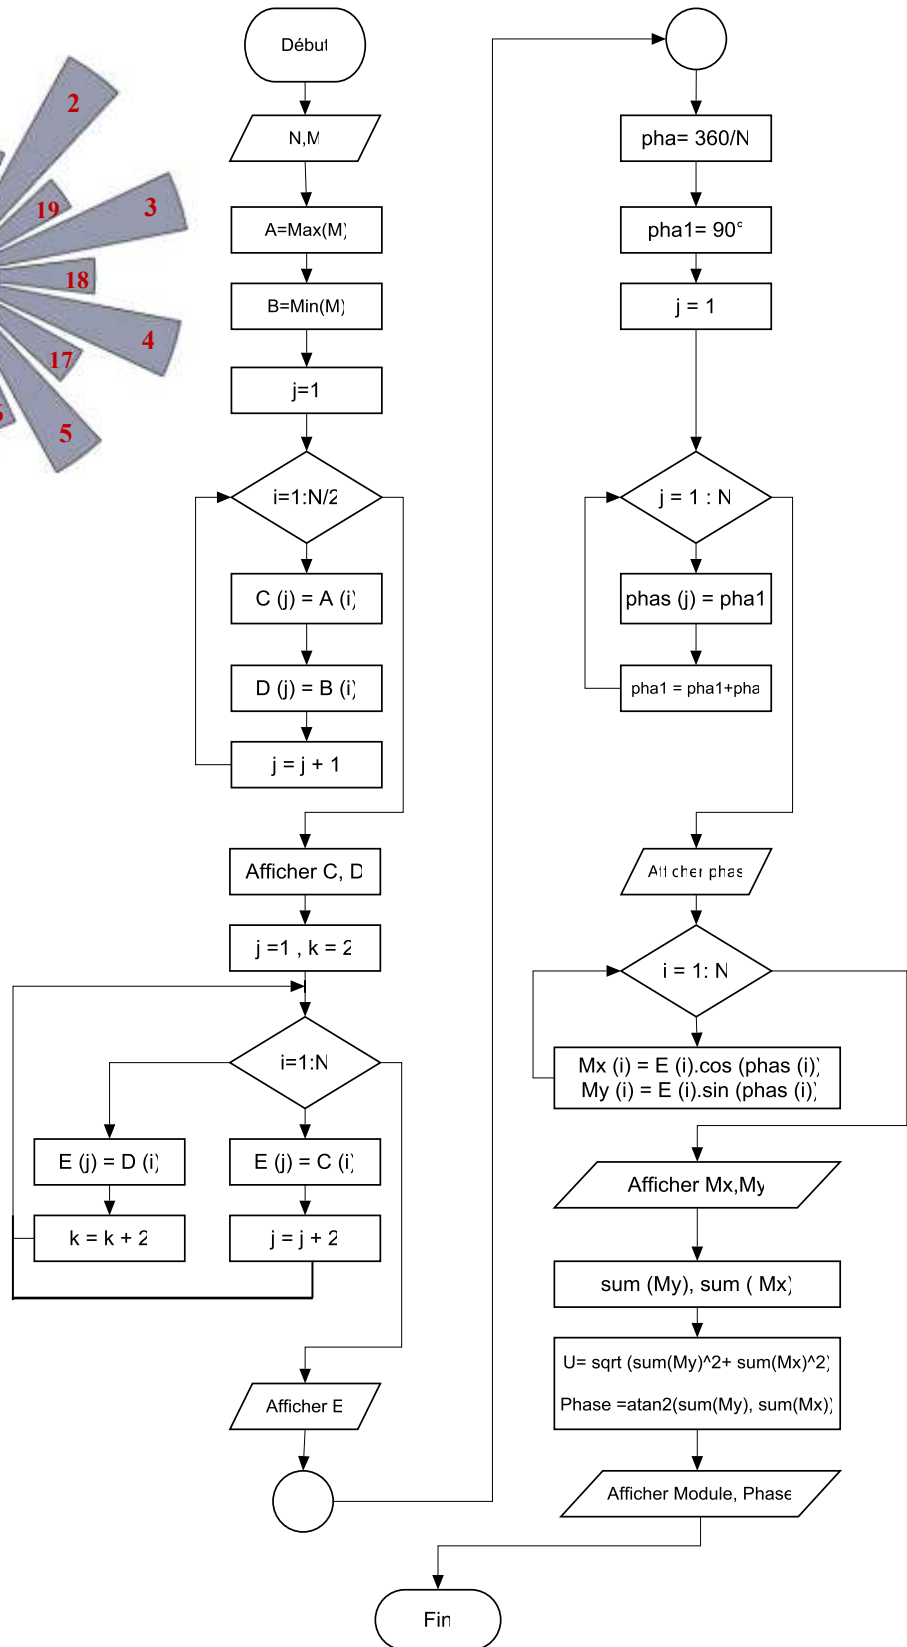 Début
N,M
A=Max(M)
B=Min(M)
j=1
i=1:N/2
C (j) = A (i)
D (j) = B (i)
j = j + 1
Afficher C, D
j =1 , k = 2
i=1:N
E (j) = D (i)
k = k + 2
E (j) = C (i)
j = j + 2
Afficher E
pha= 360/N
pha1= 90°
j = 1
j = 1 : N
phas (j) = pha1
pha1 = pha1+pha
Afficher phas
i = 1: N
Mx (i) = E (i).cos (phas (i))
My (i) = E (i).sin (phas (i))
Afficher Mx,My
sum (My), sum ( Mx)
U= sqrt (sum(My)^2+ sum(Mx)^2)
Phase =atan2(sum(My), sum(Mx))
Afficher Module, Phase
Fin
2
19
3
18
4
17
5